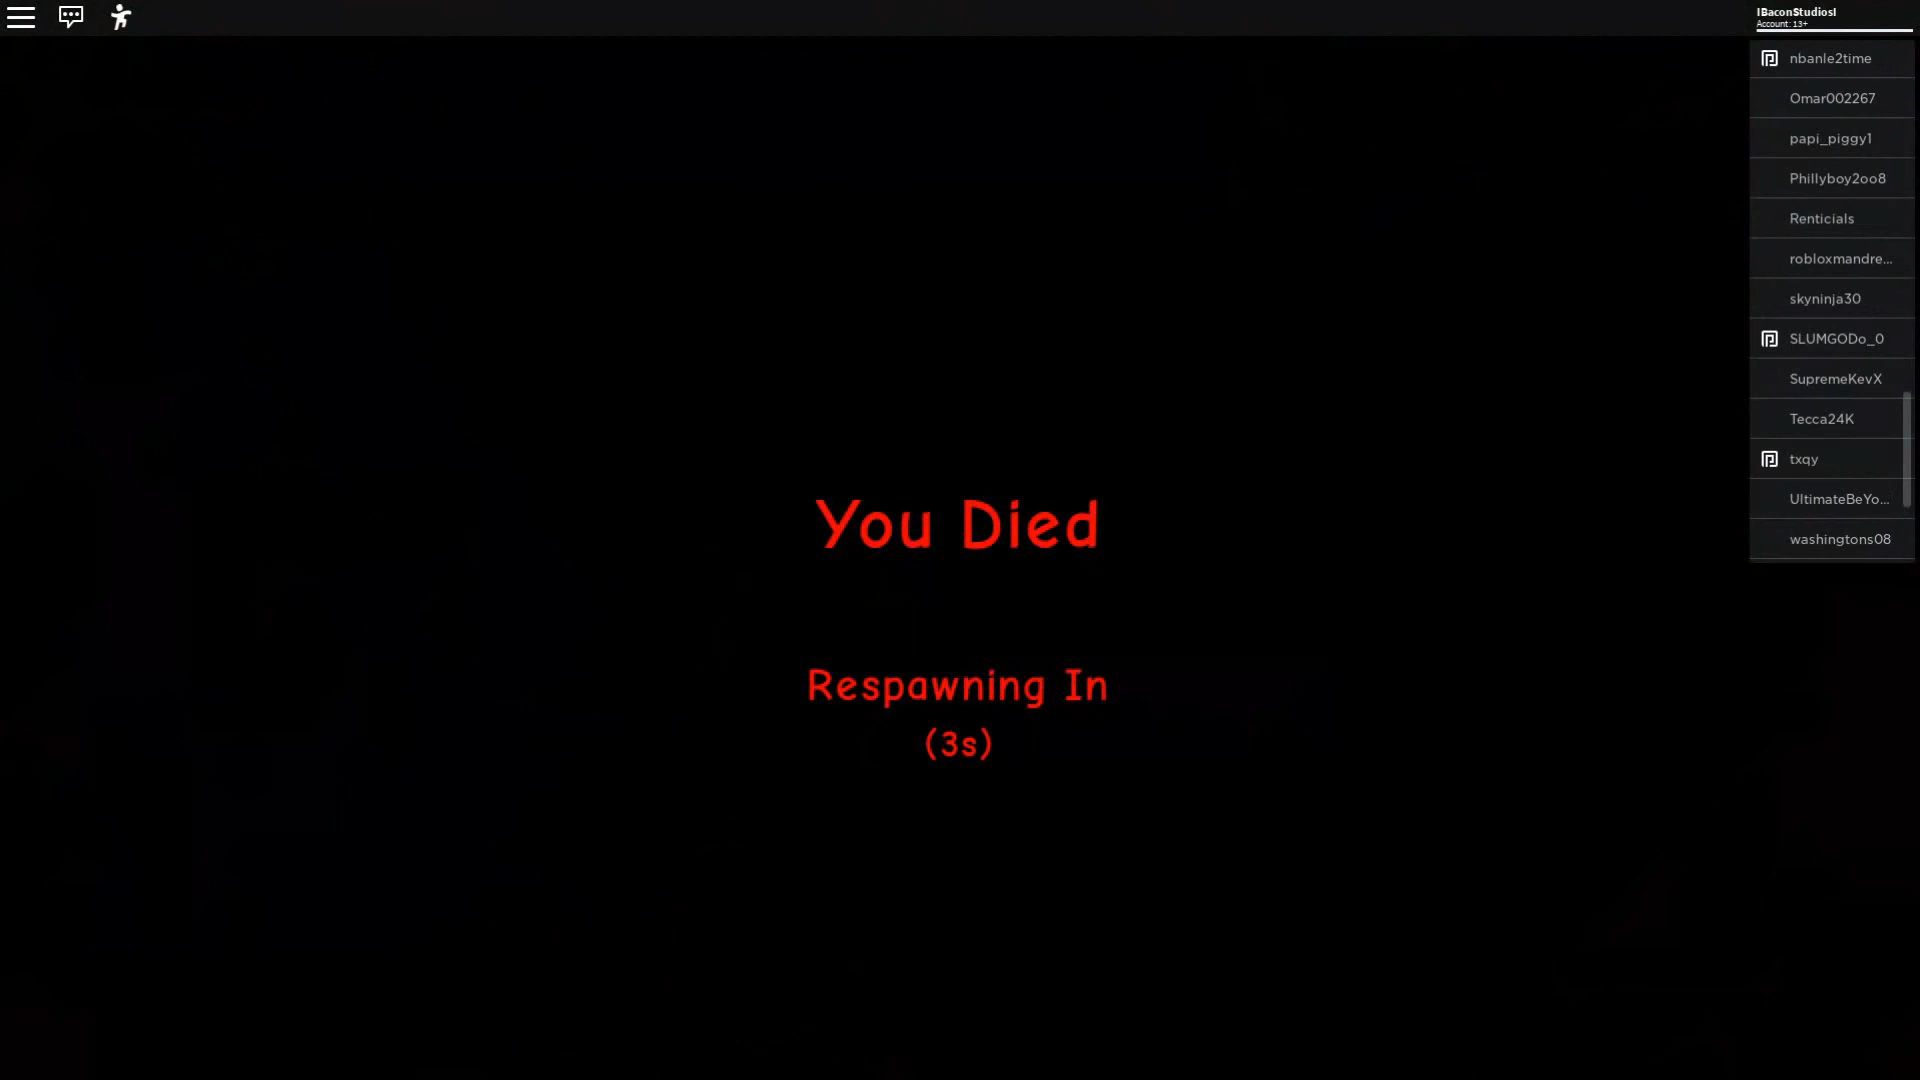 IBaconStudiosI
Account: 13+
nbanle2time
Omar002267
papi_piggy1
Phillyboy2oo8
Renticials
robloxmandre...
skyninja30
SLUMGODo_0
SupremeKevX
Tecca24K
txqy
UltimateBeYo...
washingtons08
You Died
Respawning In
(3s)